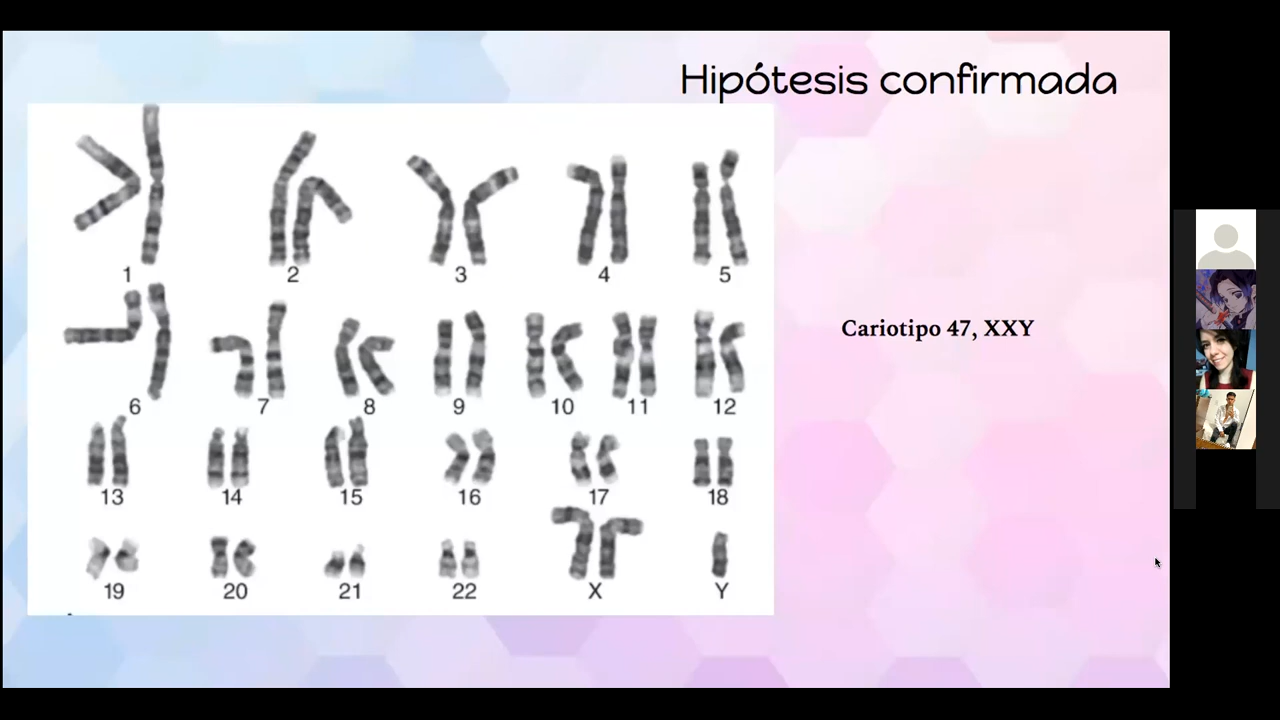 Hipótesis confirmada
1 2 3 4 5
Cariotipo 47, XXY
6 7 8 9 10 11 12
13 14 15 16 17 18
19 20 21 22 X Y